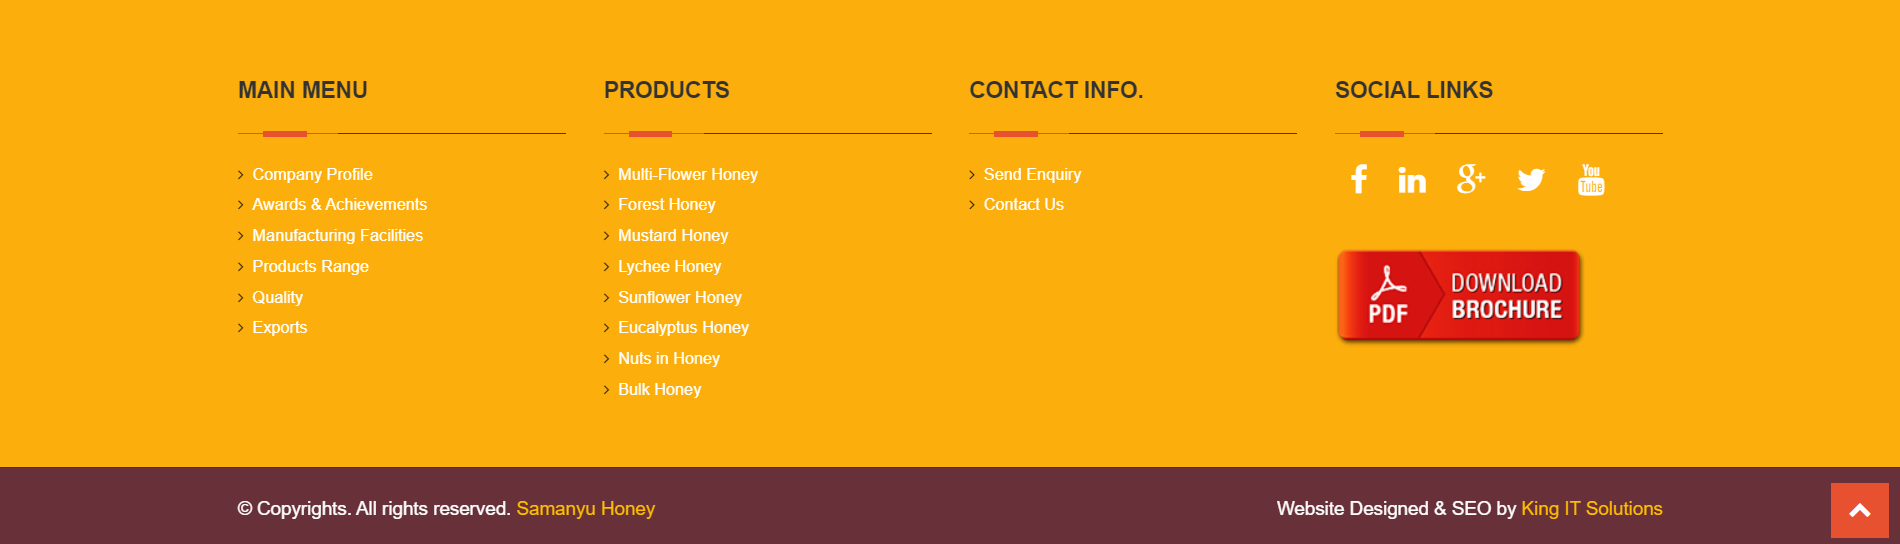 MAIN MENU
Company Profile
Awards & Achievements
Manufacturing Facilities
Products Range
Quality
Exports
PRODUCTS
Multi-Flower Honey
Forest Honey
Mustard Honey
Lychee Honey
Sunflower Honey
Eucalyptus Honey
Nuts in Honey
Bulk Honey
CONTACT INFO.
Send Enquiry
Contact Us
SOCIAL LINKS
You
Tube
PDF
DOWNLOAD
BROCHURE
© Copyrights. All rights reserved. Samanyu Honey
Website Designed & SEO by King IT Solutions